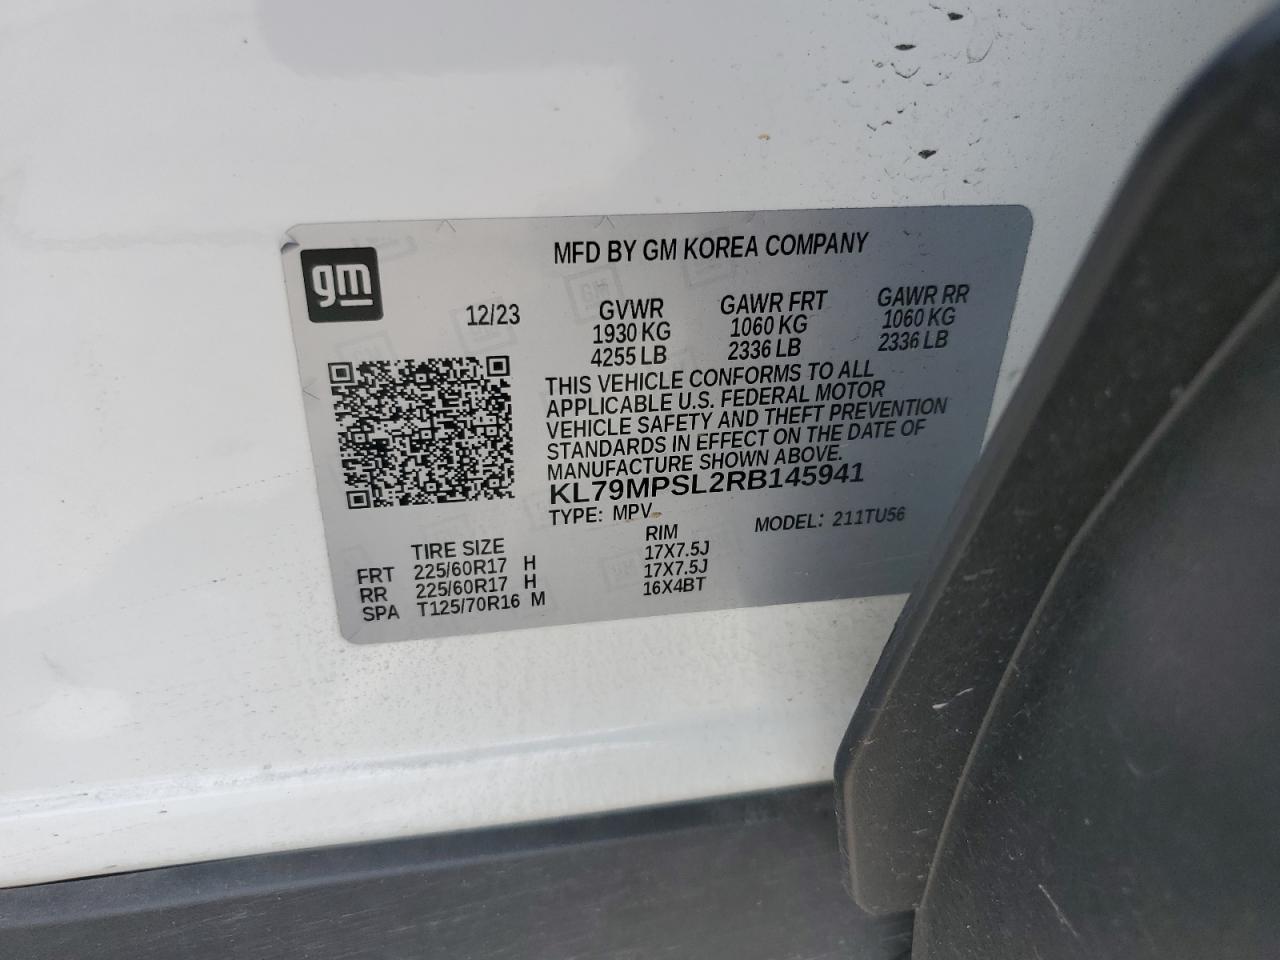 gm
MFD BY GM KOREA COMPANY
12/23
GVWR GAWR FRT GAWR RR
1930 KG 1060 KG 1060 KG
4255 LB 2336 LB 2336 LB
THIS VEHICLE CONFORMS TO ALL
APPLICABLE U.S. FEDERAL MOTOR
VEHICLE SAFETY AND THEFT PREVENTION
STANDARDS IN EFFECT ON THE DATE OF
MANUFACTURE SHOWN ABOVE.
KL79MPSL2RB145941
TYPE: MPV MODEL: 211TU56
TIRE SIZE RIM
FRT 225/60R17 H 17X7.5J
RR 225/60R17 H 17X7.5J
SPA T125/70R16 M 16X4BT